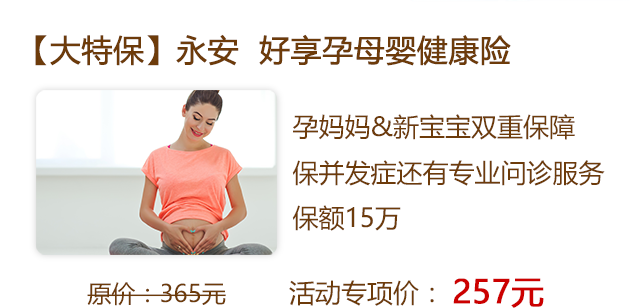 【大特保】永安 好享孕母婴健康险
孕妈妈&新宝宝双重保障
保并发症还有专业问诊服务
保额15万
原价：365元 活动专项价： 257元